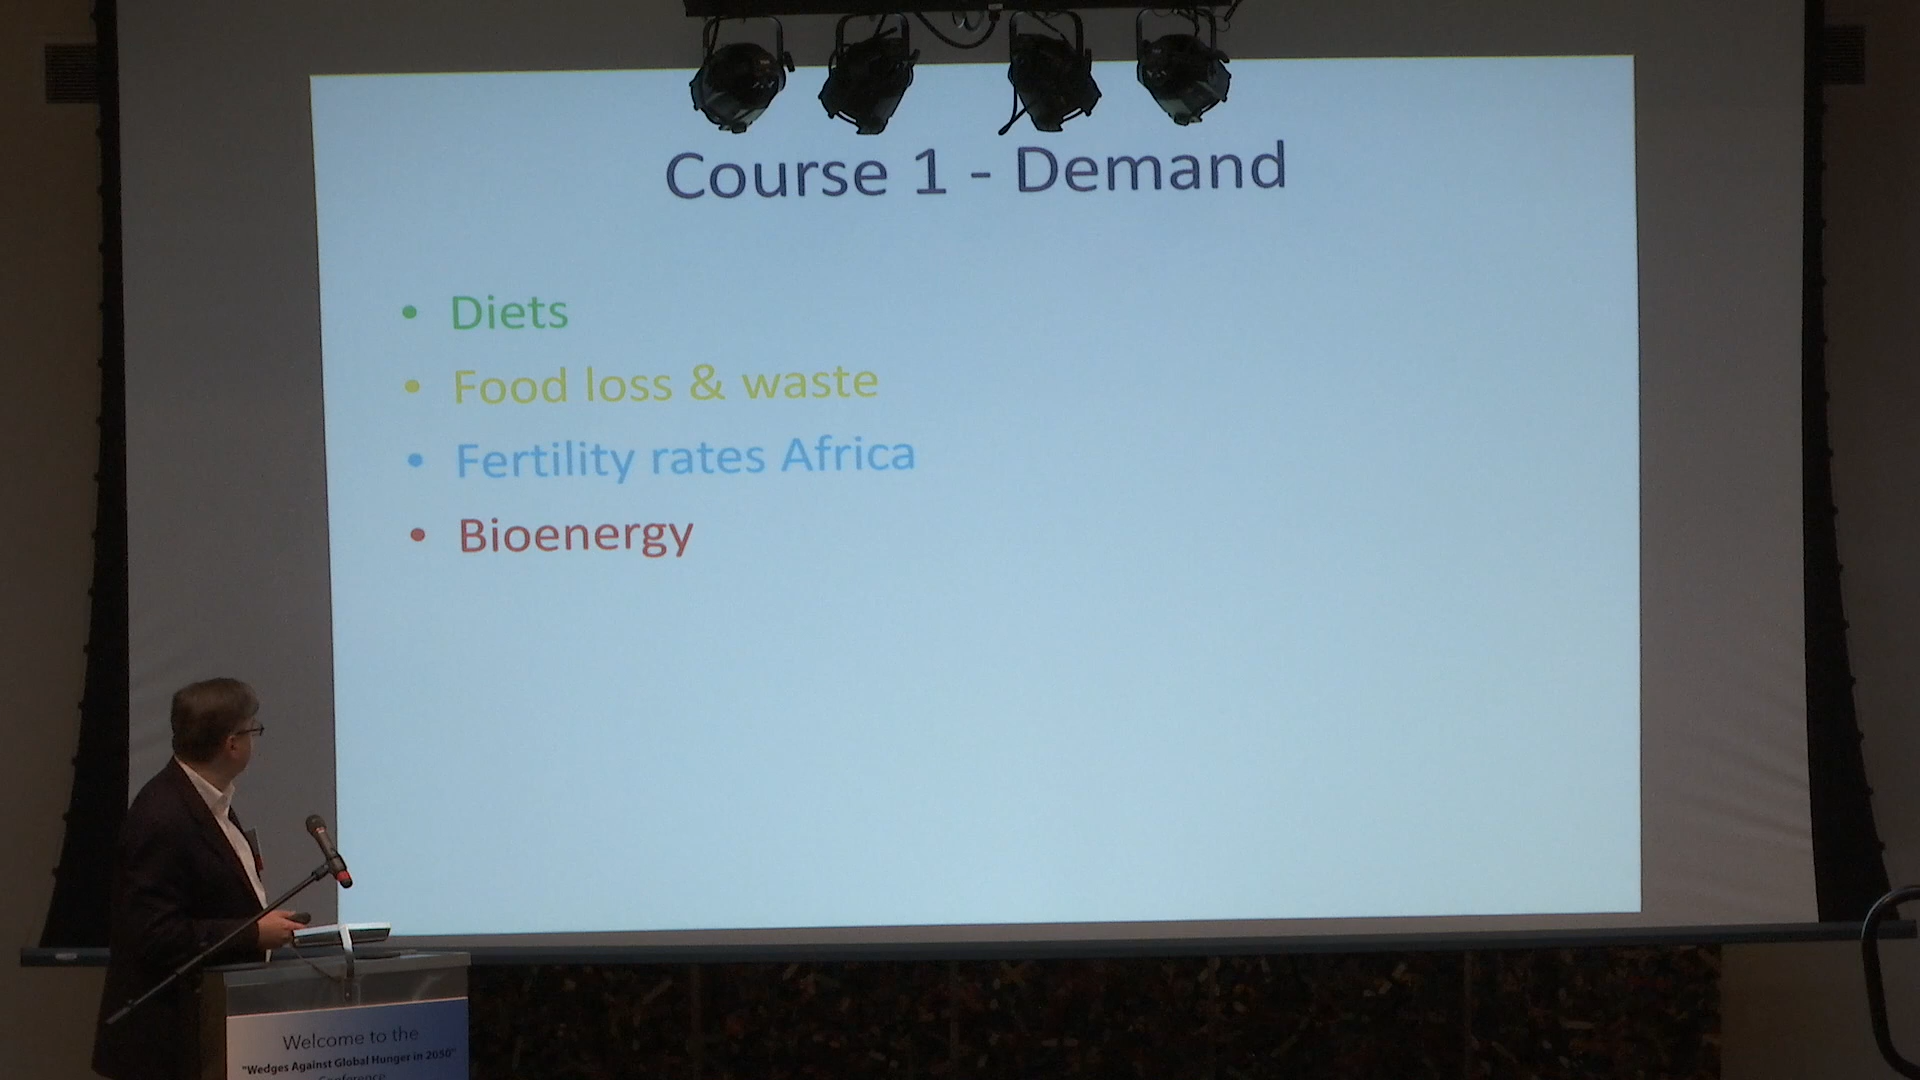 Course 1 - Demand
• Diets
• Food loss & waste
• Fertility rates Africa
• Bioenergy
Welcome to the
"Wedges Against Global Hunger in 2050"
Conference